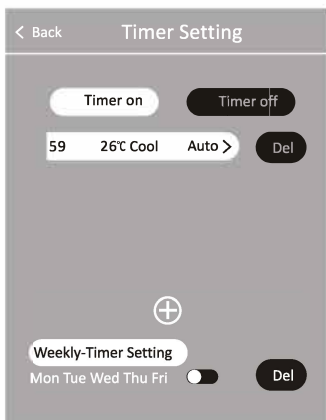 < Back Timer Setting
Timer on Timer off
59 26℃ Cool Auto > Del
Weekly-Timer Setting
Mon Tue Wed Thu Fri Del